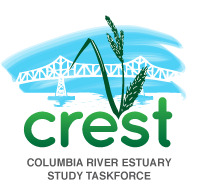 crest
COLUMBIA RIVER ESTUARY
STUDY TASKFORCE